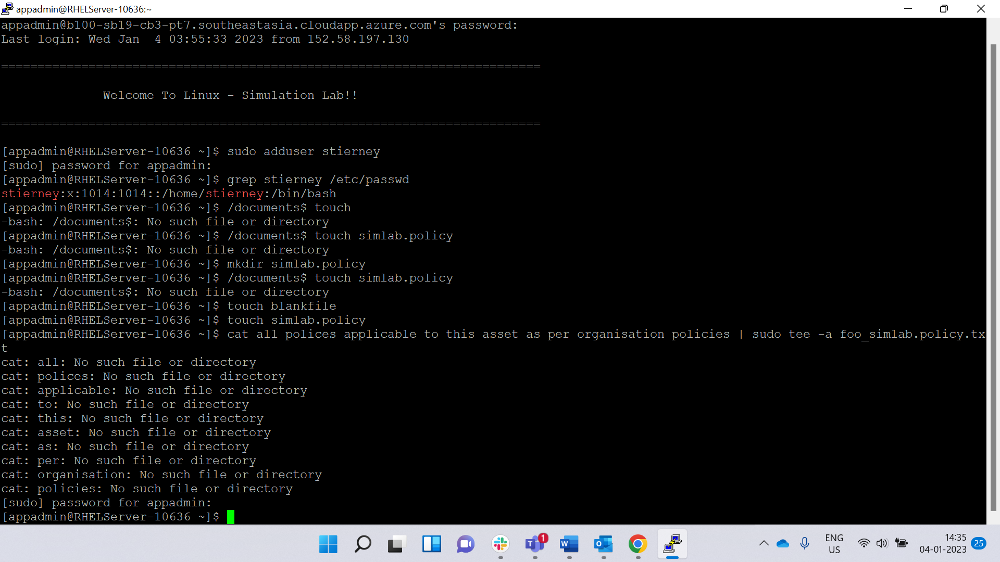 appadmin@RHELServer-10636:~
appadmin@b100-sb19-cb3-pt7.southeastasia.cloudapp.azure.com's password:
Last login: Wed Jan  4 03:55:33 2023 from 152.58.197.130
==========================================================================
Welcome To Linux - Simulation Lab!!
==========================================================================
[appadmin@RHELServer-10636 ~]$ sudo adduser stierney
[sudo] password for appadmin:
[appadmin@RHELServer-10636 ~]$ grep stierney /etc/passwd
stierney:x:1014:1014::/home/stierney:/bin/bash
[appadmin@RHELServer-10636 ~]$ /documents$ touch
-bash: /documents$: No such file or directory
[appadmin@RHELServer-10636 ~]$ /documents$ touch simlab.policy
-bash: /documents$: No such file or directory
[appadmin@RHELServer-10636 ~]$ mkdir simlab.policy
[appadmin@RHELServer-10636 ~]$ /documents$ touch simlab.policy
-bash: /documents$: No such file or directory
[appadmin@RHELServer-10636 ~]$ touch blankfile
[appadmin@RHELServer-10636 ~]$ touch simlab.policy
[appadmin@RHELServer-10636 ~]$ cat all polices applicable to this asset as per organisation policies | sudo tee -a foo_simlab.policy.tx
t
cat: all: No such file or directory
cat: polices: No such file or directory
cat: applicable: No such file or directory
cat: to: No such file or directory
cat: this: No such file or directory
cat: asset: No such file or directory
cat: as: No such file or directory
cat: per: No such file or directory
cat: organisation: No such file or directory
cat: policies: No such file or directory
[sudo] password for appadmin:
[appadmin@RHELServer-10636 ~]$
T 1
W
O
ENG
US
14:35
04-01-2023
25